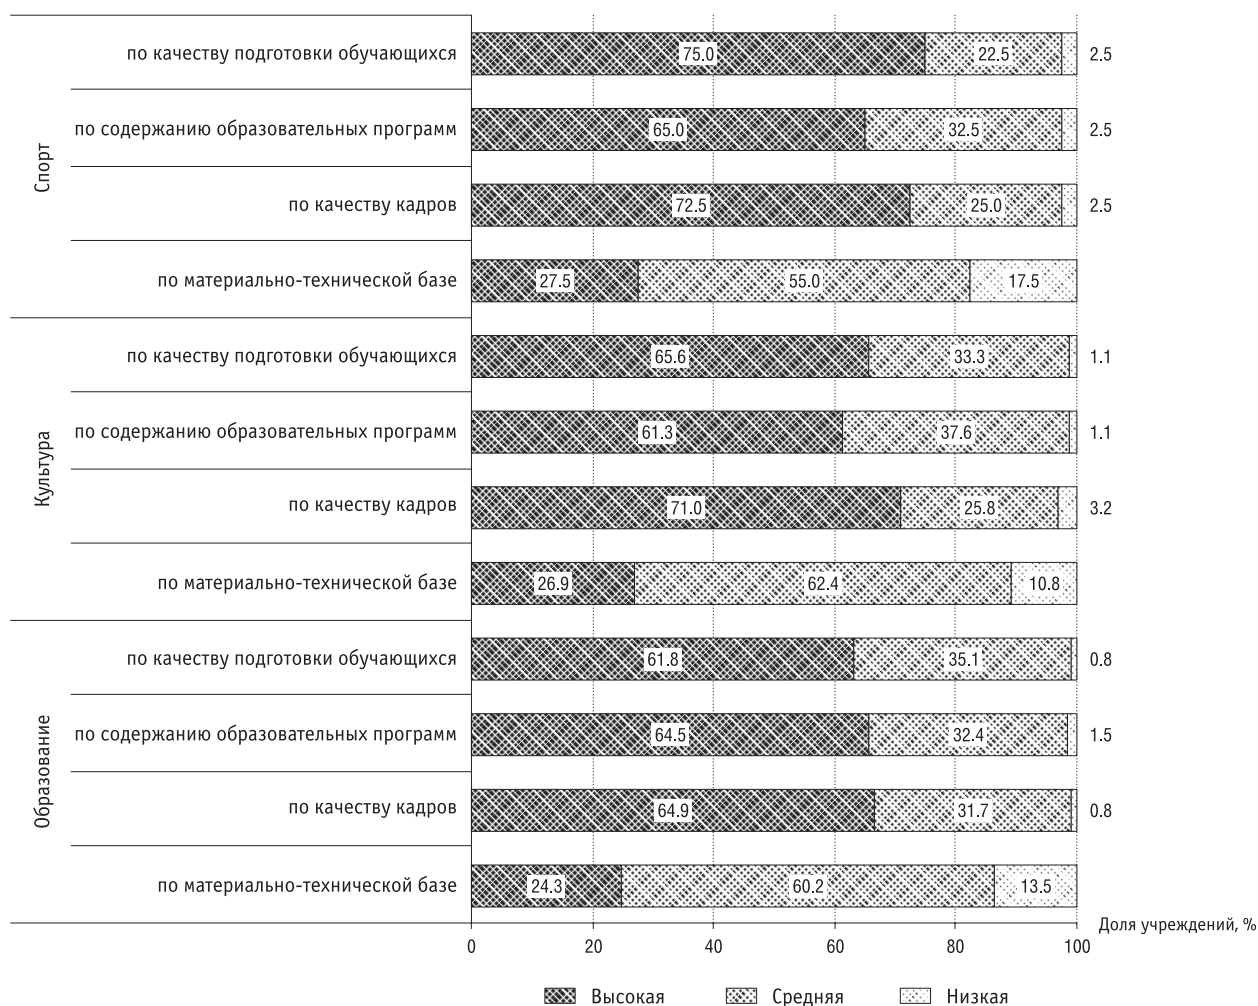 Спорт
по качеству подготовки обучающихся 75.0 22.5 2.5
по содержанию образовательных программ 65.0 32.5 2.5
по качеству кадров 72.5 25.0 2.5
по материально-технической базе 27.5 55.0 17.5
Культура
по качеству подготовки обучающихся 65.6 33.3 1.1
по содержанию образовательных программ 61.3 37.6 1.1
по качеству кадров 71.0 25.8 3.2
по материально-технической базе 26.9 62.4 10.8
Образование
по качеству подготовки обучающихся 61.8 35.1 0.8
по содержанию образовательных программ 64.5 32.4 1.5
по качеству кадров 64.9 31.7 0.8
по материально-технической базе 24.3 60.2 13.5
Доля учреждений, %
0 20 40 60 80 100
Высокая Средняя Низкая